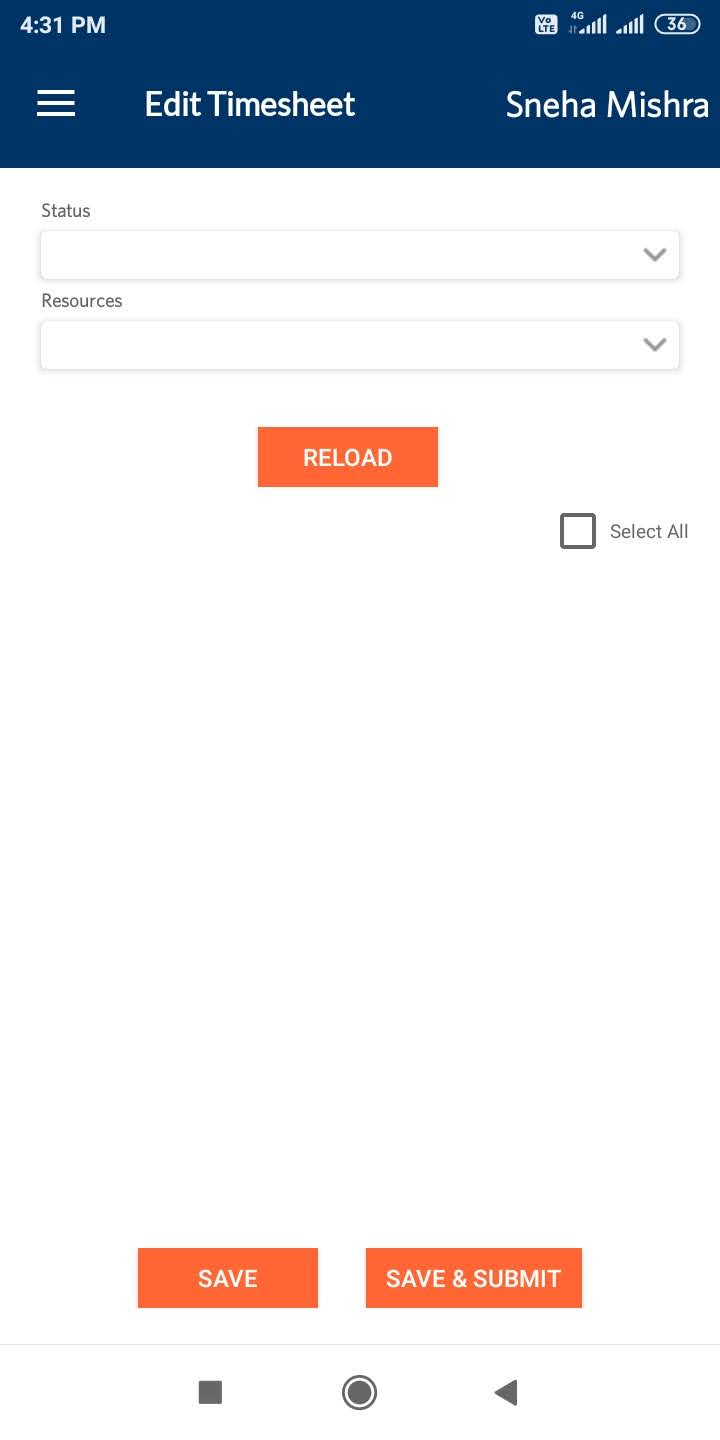 4:31 PM
Vo LTE 4G 36
Edit Timesheet Sneha Mishra
Status
Resources
RELOAD
Select All
SAVE SAVE & SUBMIT